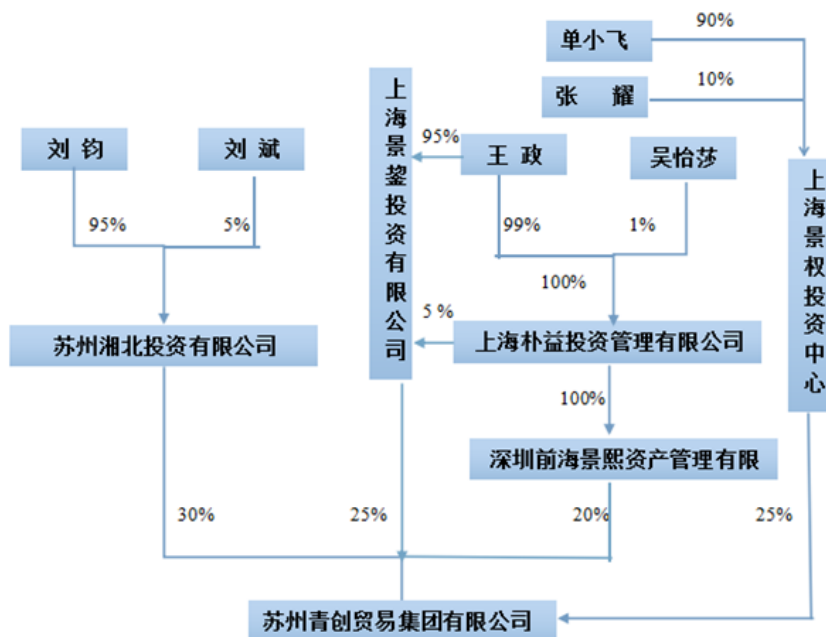 单小飞
90%
张 耀
10%
刘 钧
刘 斌
上海景鋆投资有限公司
95%
王 政
吴怡莎
上海景权投资中心
95%
5%
99%
1%
100%
苏州湘北投资有限公司
5 %
上海朴益投资管理有限公司
100%
深圳前海景熙资产管理有限
30%
25%
20%
25%
苏州青创贸易集团有限公司